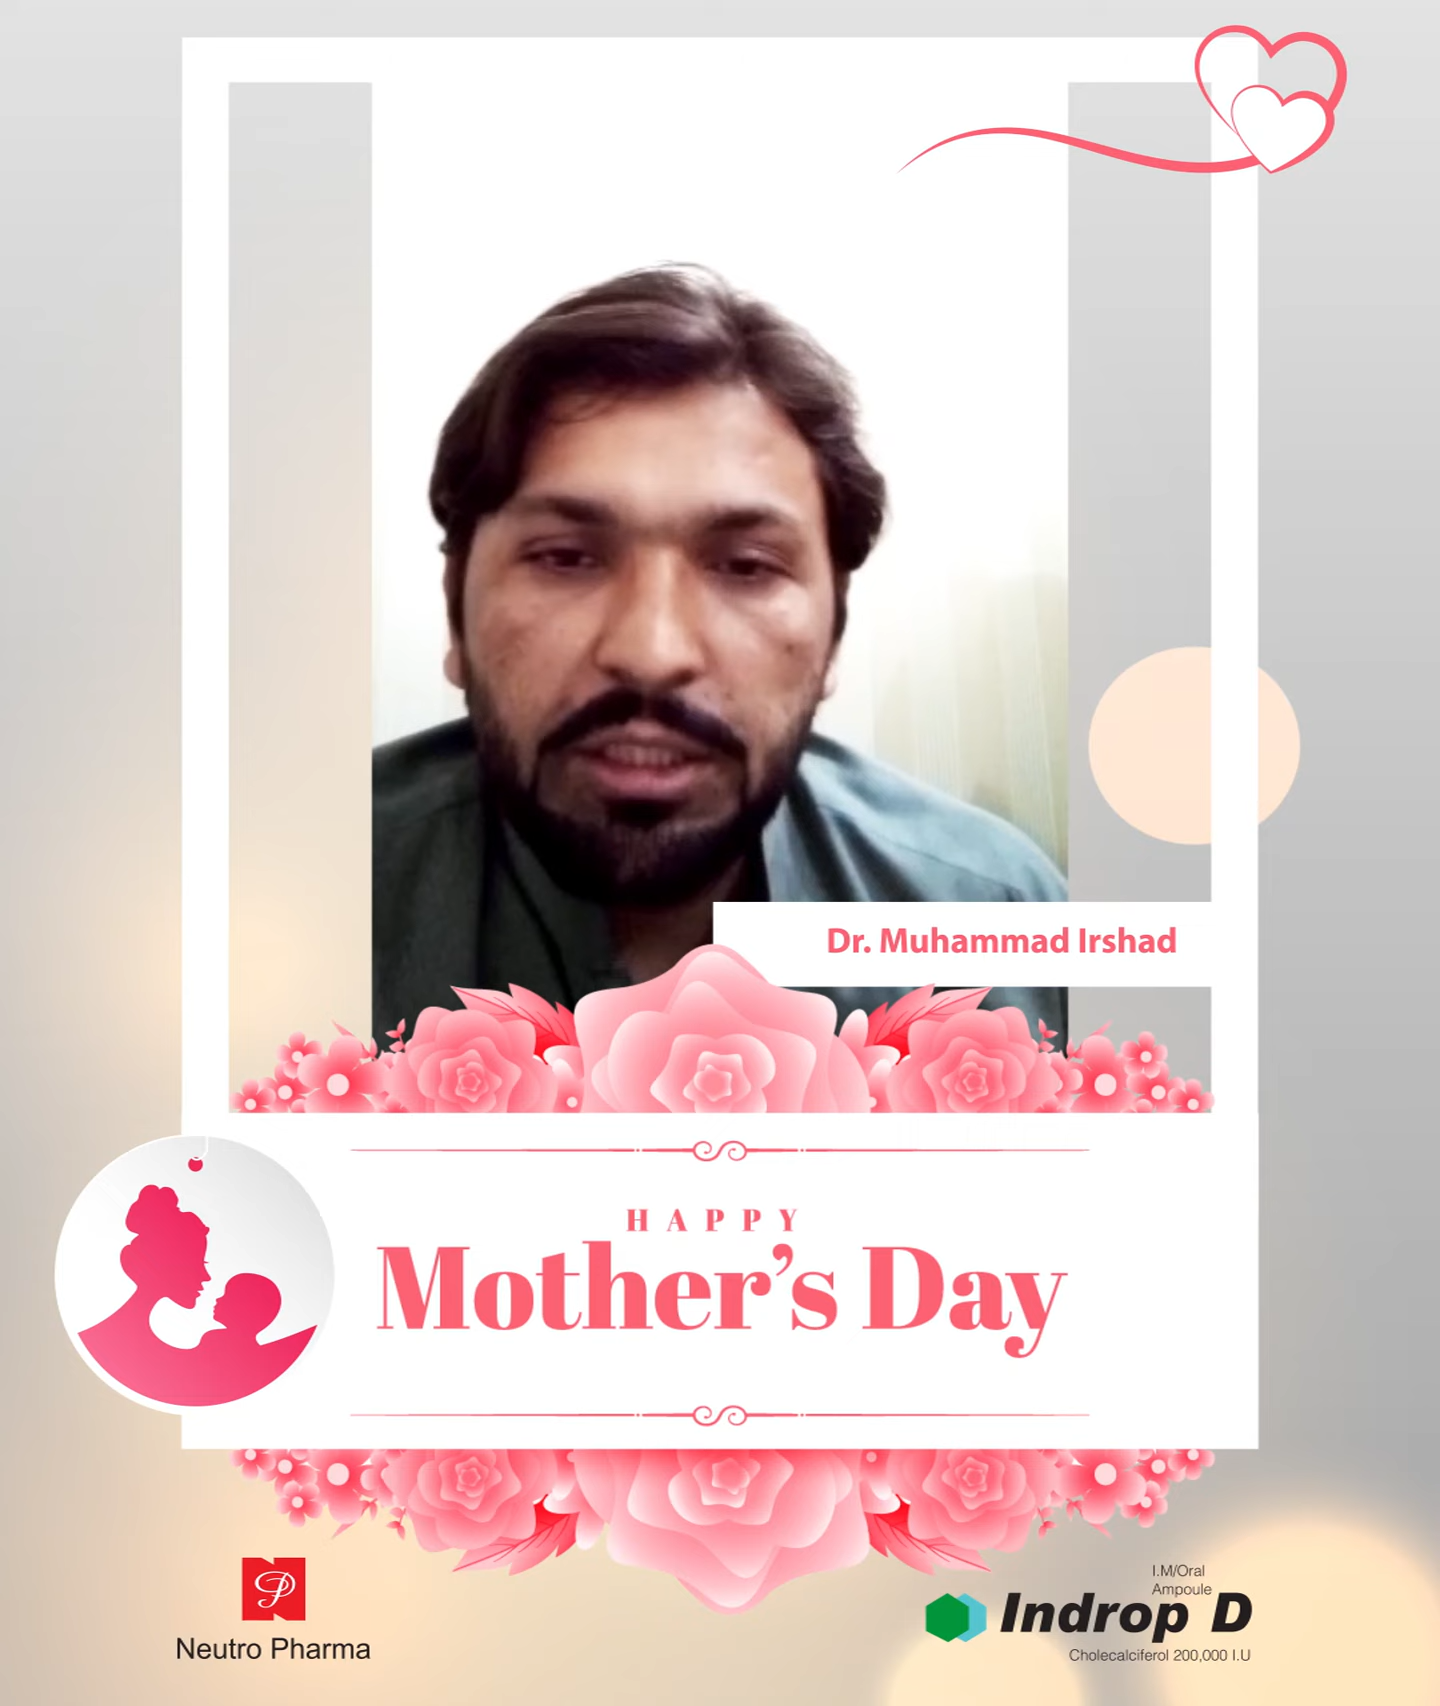 Dr. Muhammad Irshad
HAPPY
Mother's Day
Neutro Pharma
I.M/Oral
Ampoule
Indrop D
Cholecalciferol 200,000 I.U